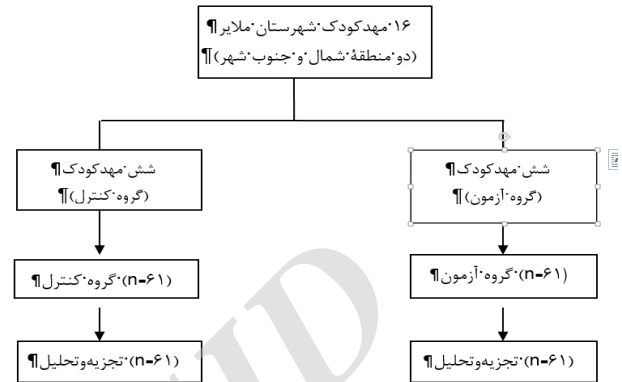 ۱۶ مهدکودک شهرستان ملایر¶
(دو منطقهٔ شمال و جنوب شهر)¶
شش مهدکودک¶
(گروه آزمون)¶
شش مهدکودک¶
(گروه کنترل)¶
(n=۶۱) گروه آزمون¶
(n=۶۱) گروه کنترل¶
(n=۶۱) تجزیه‌وتحلیل¶
(n=۶۱) تجزیه‌وتحلیل¶